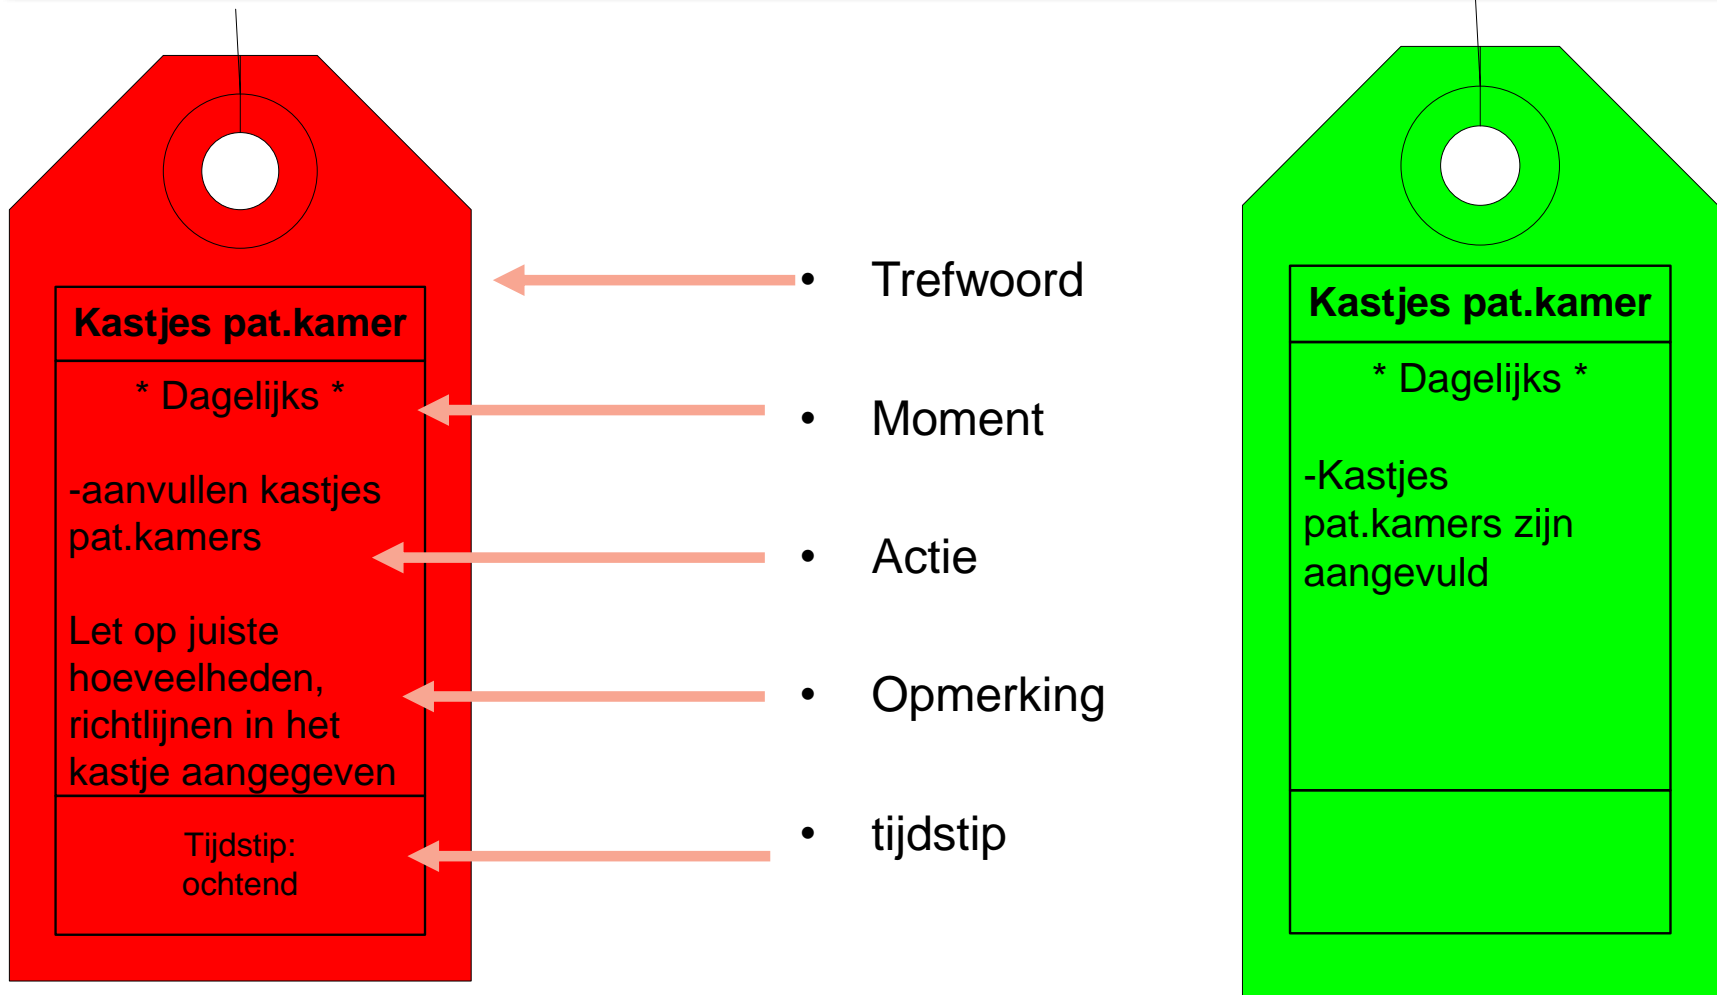 Kastjes pat.kamer
* Dagelijks *
-aanvullen kastjes
pat.kamers
Let op juiste
hoeveelheden,
richtlijnen in het
kastje aangegeven
Tijdstip:
ochtend
• Trefwoord
• Moment
• Actie
• Opmerking
• tijdstip
Kastjes pat.kamer
* Dagelijks *
-Kastjes
pat.kamers zijn
aangevuld